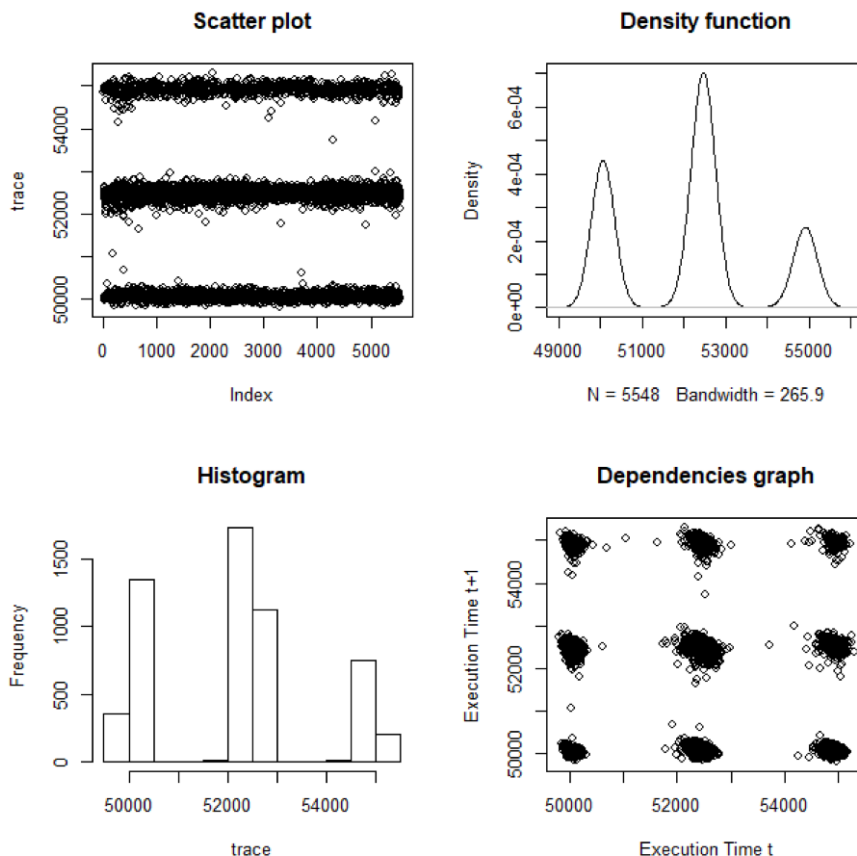 Scatter plot
trace
50000 52000 54000
0 1000 2000 3000 4000 5000
Index
Density function
Density
0e+00 2e-04 4e-04 6e-04
49000 51000 53000 55000
N = 5548 Bandwidth = 265.9
Histogram
Frequency
0 500 1000 1500
50000 52000 54000
trace
Dependencies graph
Execution Time t+1
50000 52000 54000
50000 52000 54000
Execution Time t